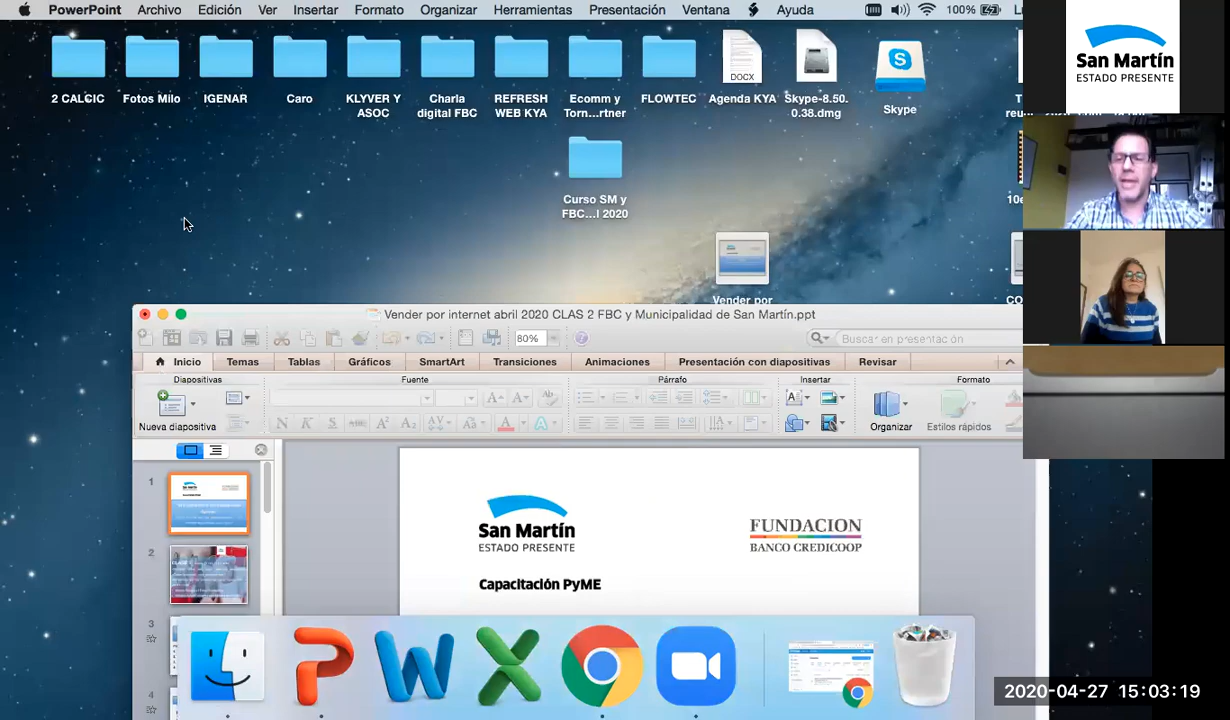 PowerPoint Archivo Edición Ver Insertar Formato Organizar Herramientas Presentación Ventana Ayuda 100%
San Martín
ESTADO PRESENTE
2 CALCIC
Fotos Milo
IGENAR
Caro
KLYVER Y
ASOC
Charla
digital FBC
REFRESH
WEB KYA
Ecomm y
Torn...rtner
FLOWTEC
DOCX
Agenda KYA
Skype-8.50.
0.38.dmg
Skype
Curso SM y
FBC...l 2020
Vender por
Vender por internet abril 2020 CLAS 2 FBC y Municipalidad de San Martín.ppt
80%
Buscar en presentación
Inicio Temas Tablas Gráficos SmartArt Transiciones Animaciones Presentación con diapositivas Revisar
Diapositivas Fuente Párrafo Insertar Formato
Nueva diapositiva
Organizar
Estilos rápidos
1
2
3
4
San Martín
ESTADO PRESENTE
FUNDACION
BANCO CREDICOOP
Capacitación PyME
2020-04-27 15:03:19